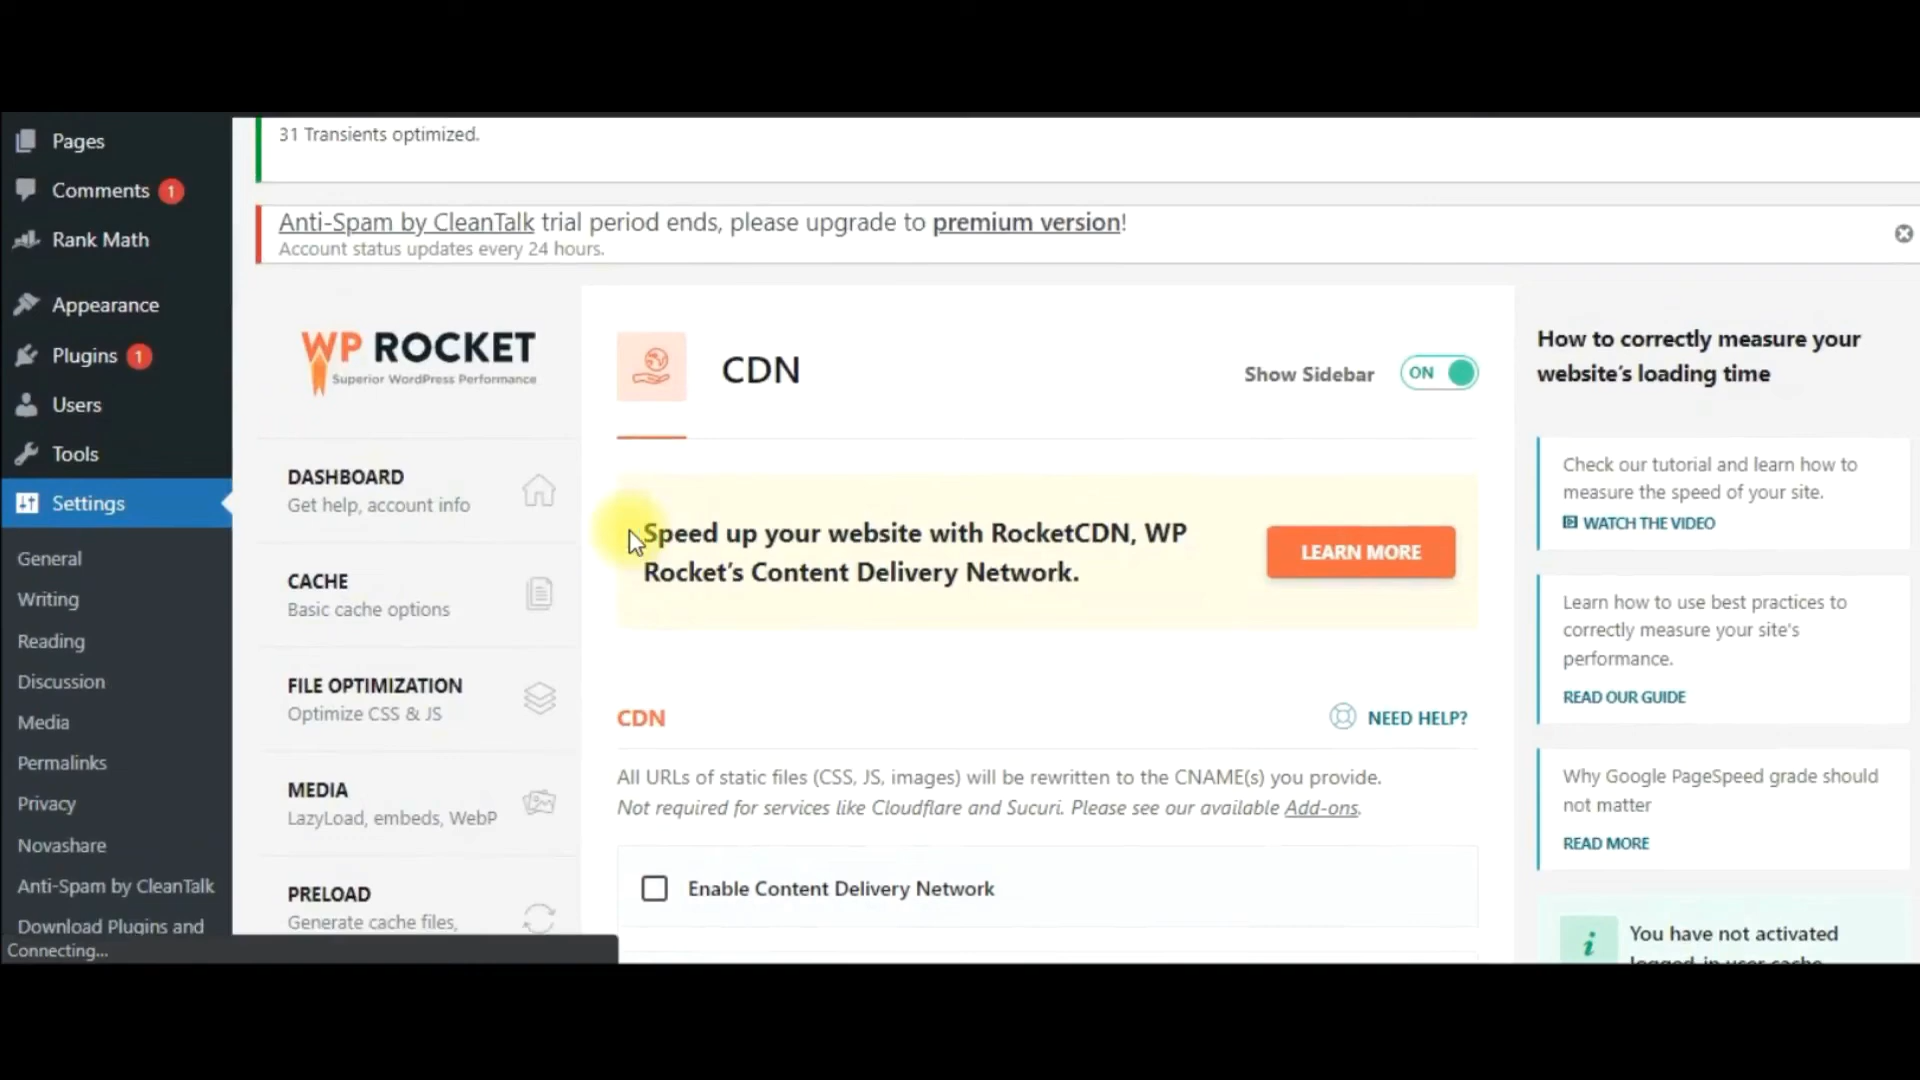 Pages
Comments 1
Rank Math
Appearance
Plugins 1
Users
Tools
Settings
General
Writing
Reading
Discussion
Media
Permalinks
Privacy
Novashare
Anti-Spam by CleanTalk
Download Plugins and
Connecting...
31 Transients optimized.
Anti-Spam by CleanTalk trial period ends, please upgrade to premium version!
Account status updates every 24 hours.
WP ROCKET
Superior WordPress Performance
DASHBOARD
Get help, account info
CACHE
Basic cache options
FILE OPTIMIZATION
Optimize CSS & JS
MEDIA
LazyLoad, embeds, WebP
PRELOAD
Generate cache files,
CDN
Show Sidebar ON
Speed up your website with RocketCDN, WP
Rocket's Content Delivery Network.
LEARN MORE
CDN
NEED HELP?
All URLs of static files (CSS, JS, images) will be rewritten to the CNAME(s) you provide.
Not required for services like Cloudflare and Sucuri. Please see our available Add-ons.
Enable Content Delivery Network
How to correctly measure your
website's loading time
Check our tutorial and learn how to
measure the speed of your site.
WATCH THE VIDEO
Learn how to use best practices to
correctly measure your site's
performance.
READ OUR GUIDE
Why Google PageSpeed grade should
not matter
READ MORE
You have not activated
logged-in user cache